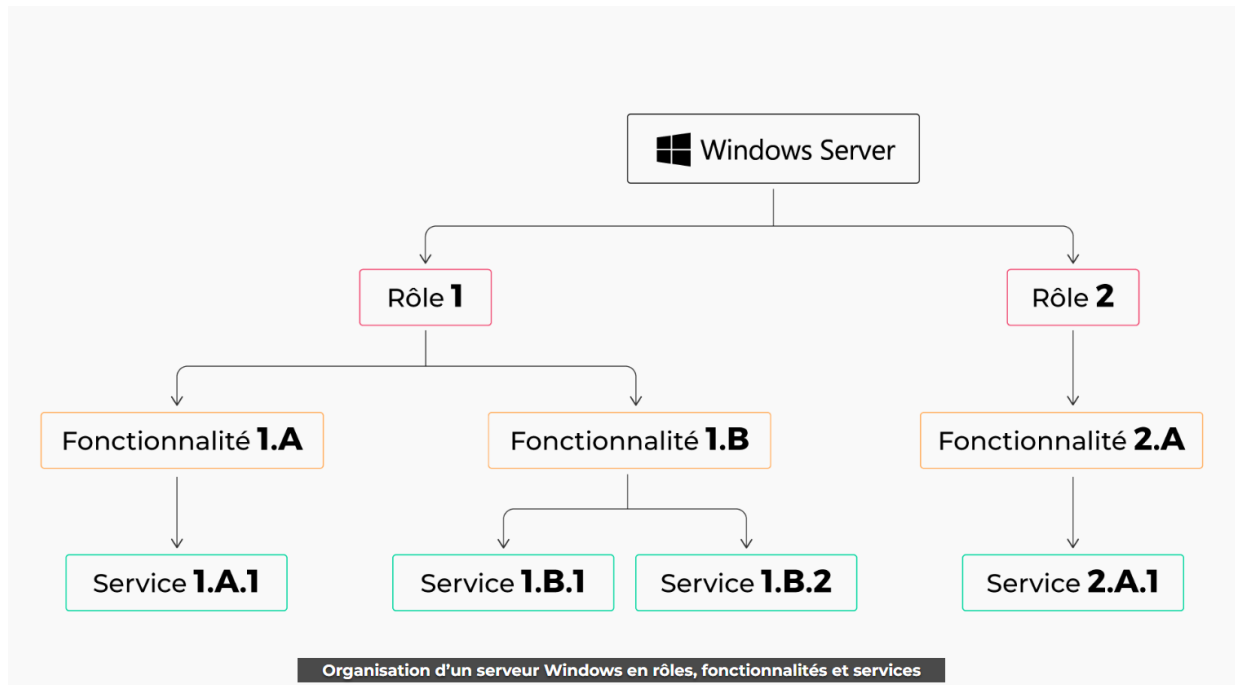 Windows Server
Rôle 1
Rôle 2
Fonctionnalité 1.A
Fonctionnalité 1.B
Fonctionnalité 2.A
Service 1.A.1
Service 1.B.1
Service 1.B.2
Service 2.A.1
Organisation d’un serveur Windows en rôles, fonctionnalités et services